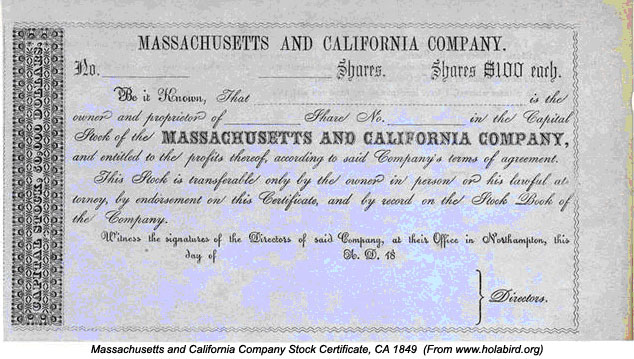 MASSACHUSETTS AND CALIFORNIA COMPANY.
No. Shares. Shares $100 each.
Be it Known, That is the
owner and proprietor of Share No. in the Capital
Stock of the MASSACHUSETTS AND CALIFORNIA COMPANY,
and entitled to the profits thereof, according to said Company's terms of agreement.
This Stock is transferable only by the owner in person or his lawful at-
torney, by endorsement on this Certificate, and by record on the Stock Book of
the Company.
Witness the signatures of the Directors of said Company, at their Office in Northampton, this
day of A. D. 18
Directors.
CAPITAL STOCK, 50,000 DOLLARS.
Massachusetts and California Company Stock Certificate, CA 1849 (From www.holabird.org)